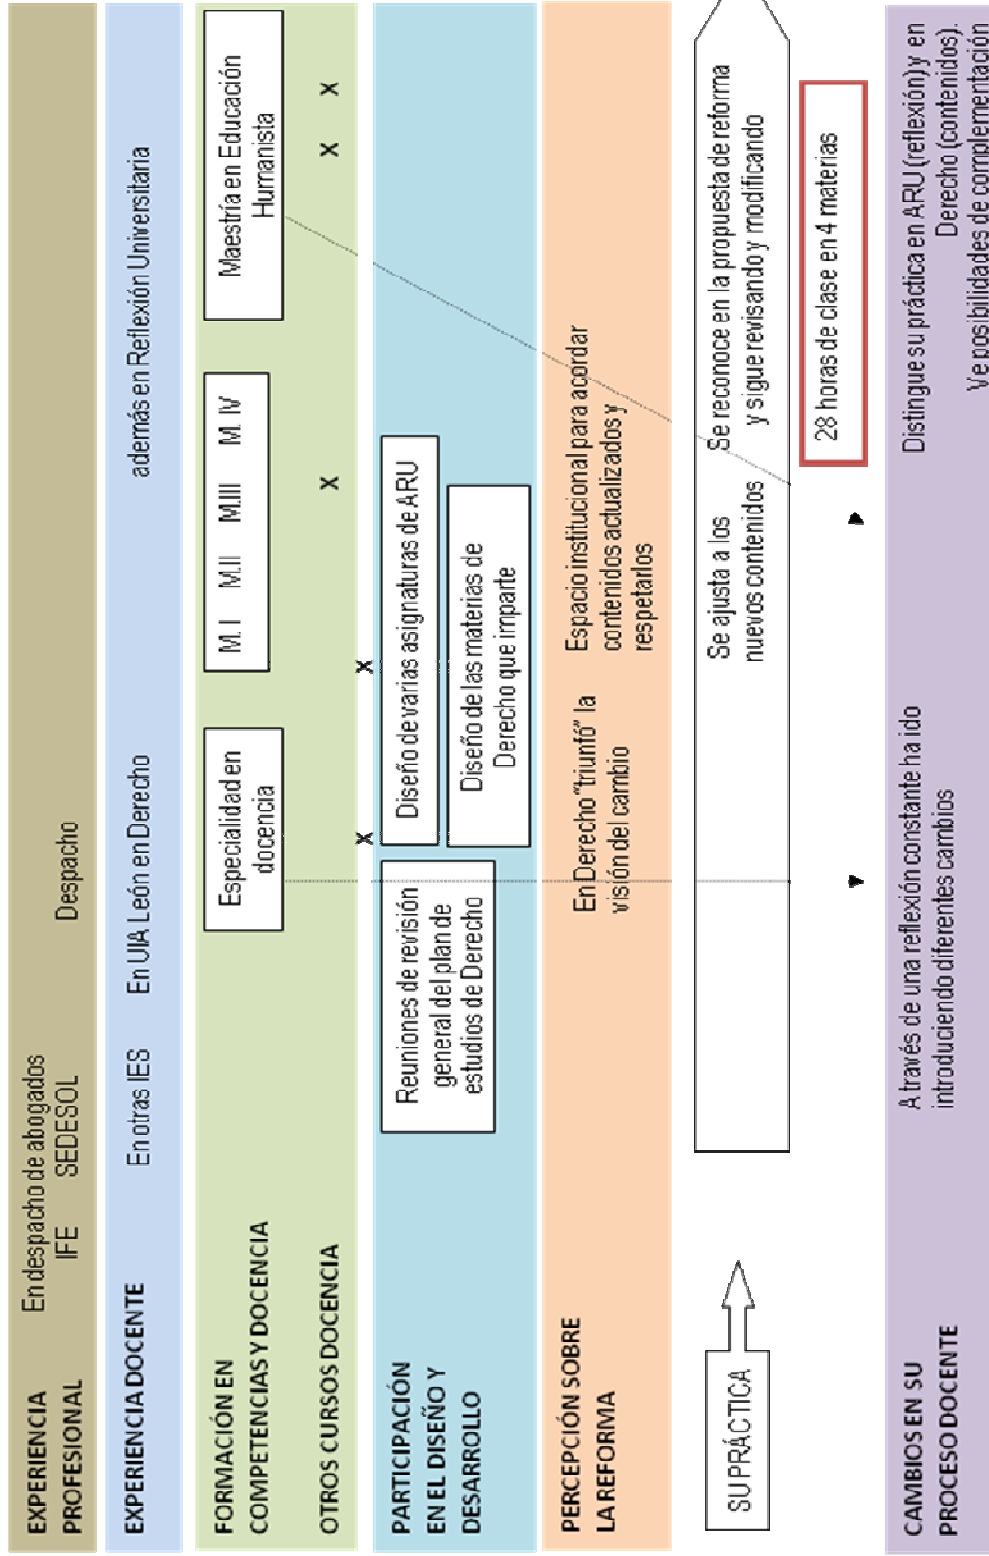 EXPERIENCIA
PROFESIONAL
En despacho de abogados
IFE SEDESOL
Despacho
EXPERIENCIA DOCENTE
En otras IES
En UIA León en Derecho
además en Reflexión Universitaria
FORMACIÓN EN
COMPETENCIAS Y DOCENCIA
Especialidad en
docencia
M. I M.II M.III M. IV
Maestría en Educación
Humanista
OTROS CURSOS DOCENCIA
X X X X X
PARTICIPACIÓN
EN EL DISEÑO Y
DESARROLLO
Reuniones de revisión
general del plan de
estudios de Derecho
Diseño de varias asignaturas de ARU
Diseño de las materias de
Derecho que imparte
PERCEPCIÓN SOBRE
LA REFORMA
En Derecho "triunfó" la
visión del cambio
Espacio institucional para acordar
contenidos actualizados y
respetarlos
SU PRÁCTICA
Se ajusta a los
nuevos contenidos
Se reconoce en la propuesta de reforma
y sigue revisando y modificando
28 horas de clase en 4 materias
CAMBIOS EN SU
PROCESO DOCENTE
A través de una reflexión constante ha ido
introduciendo diferentes cambios
Distingue su práctica en ARU (reflexión) y en
Derecho (contenidos).
Ve posibilidades de complementación